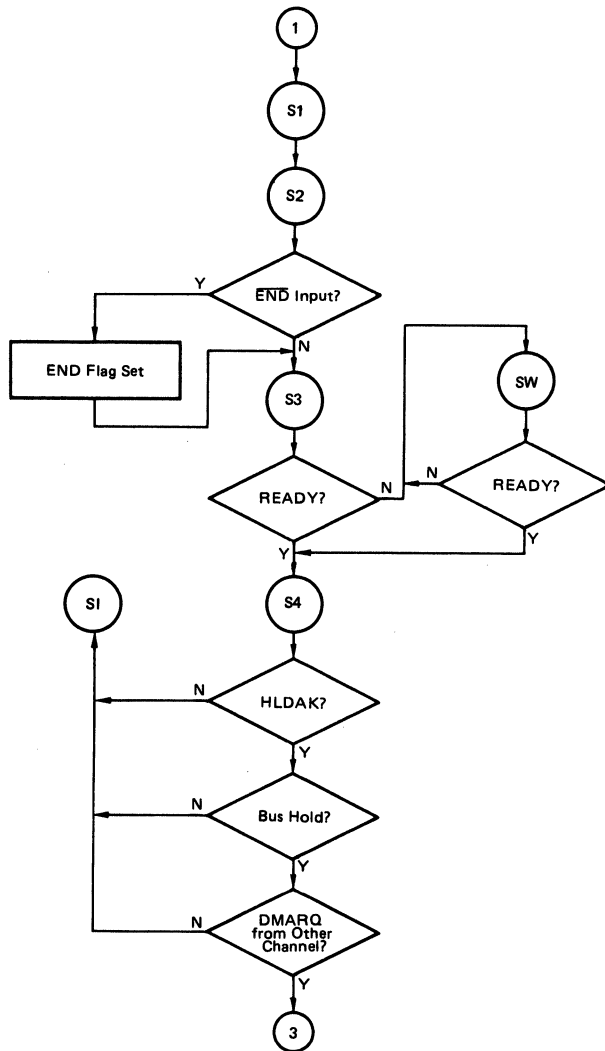 1
S1
S2
Y
END Input?
N
END Flag Set
S3
SW
READY?
N
N
READY?
Y
Y
SI
S4
N
HLDAK?
Y
N
Bus Hold?
Y
N
DMARQ
from Other
Channel?
Y
3